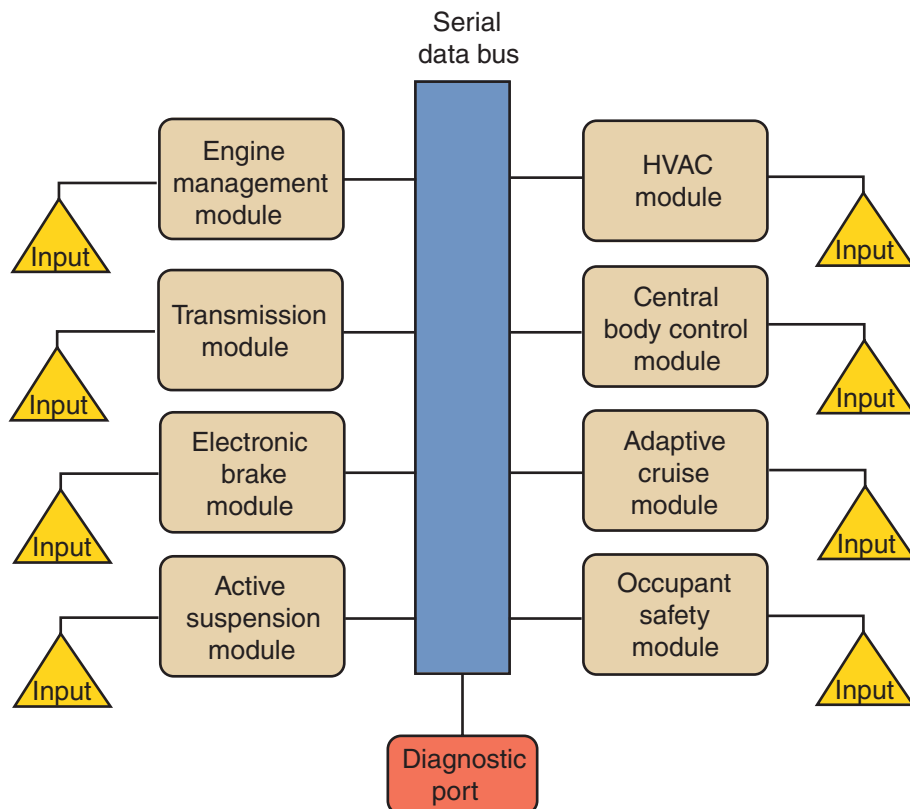 Serial
data bus
Engine
management
module
HVAC
module
Input
Input
Transmission
module
Central
body control
module
Input
Input
Electronic
brake
module
Adaptive
cruise
module
Input
Input
Active
suspension
module
Occupant
safety
module
Input
Input
Diagnostic
port